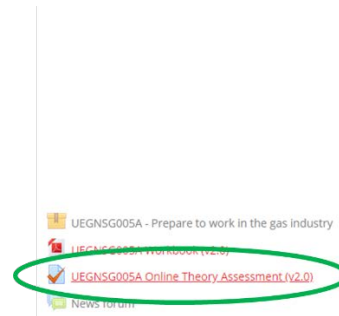 UEGNSG005A - Prepare to work in the gas industry
UEGNSG005A Workbook (v2.0)
UEGNSG005A Online Theory Assessment (v2.0)
News forum